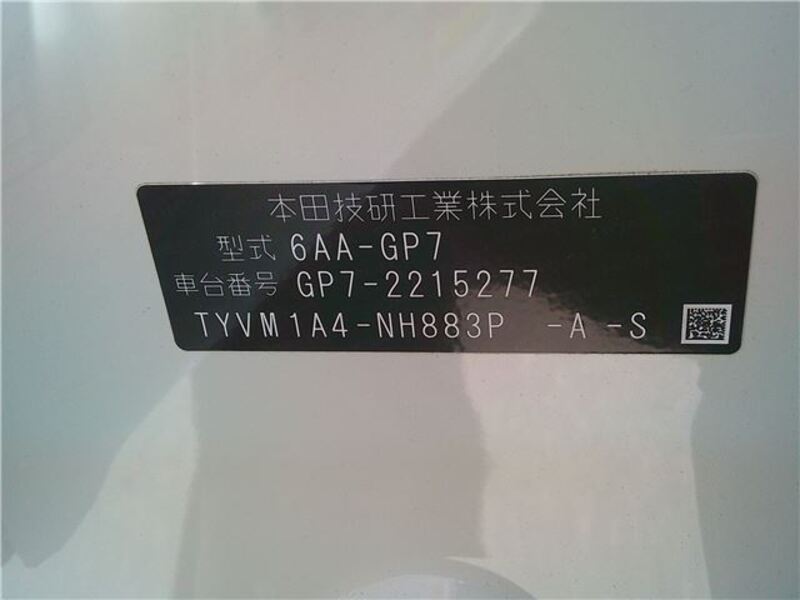 本田技研工業株式会社
型式 6AA-GP7
車台番号 GP7-2215277
TYVM1A4-NH883P -A -S